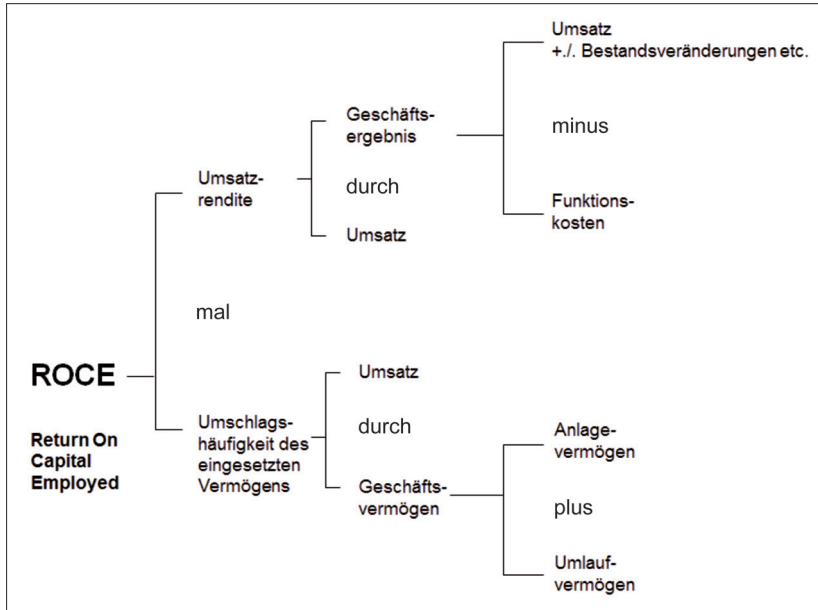 Umsatz
+./. Bestandsveränderungen etc.
Geschäfts-
ergebnis
minus
Umsatz-
rendite
durch
Funktions-
kosten
Umsatz
mal
ROCE
Return On
Capital
Employed
Umschlags-
häufigkeit des
eingesetzten
Vermögens
Umsatz
durch
Geschäfts-
vermögen
Anlage-
vermögen
plus
Umlauf-
vermögen